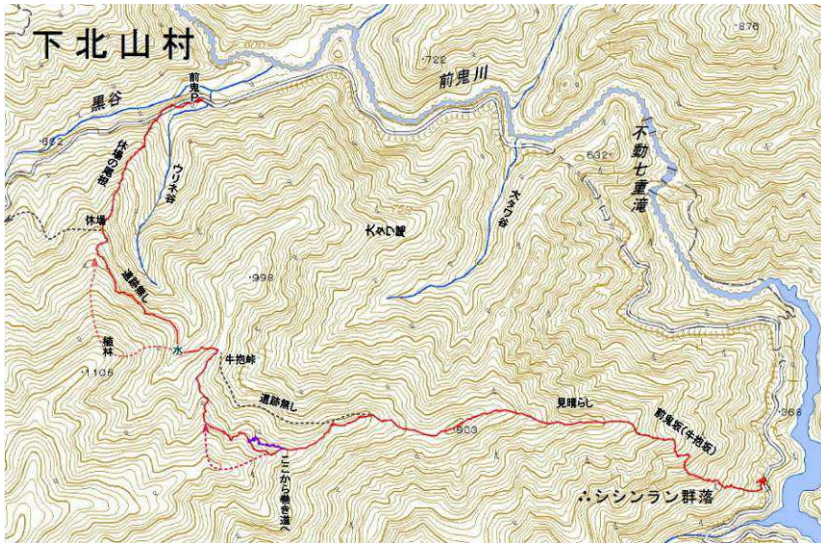 下北山村
・876
・722
前鬼P
前鬼川
黒谷
不動七重滝
632
休場の尾根
ウリネ谷
大タワ谷
休場
大タワ尾
道跡無し
・998
植林
水
牛抱峠
・1106
道跡無し
見晴らし
・368
・903
前鬼坂(牛抱坂)
ここから巻き道へ
∴シシンラン群落